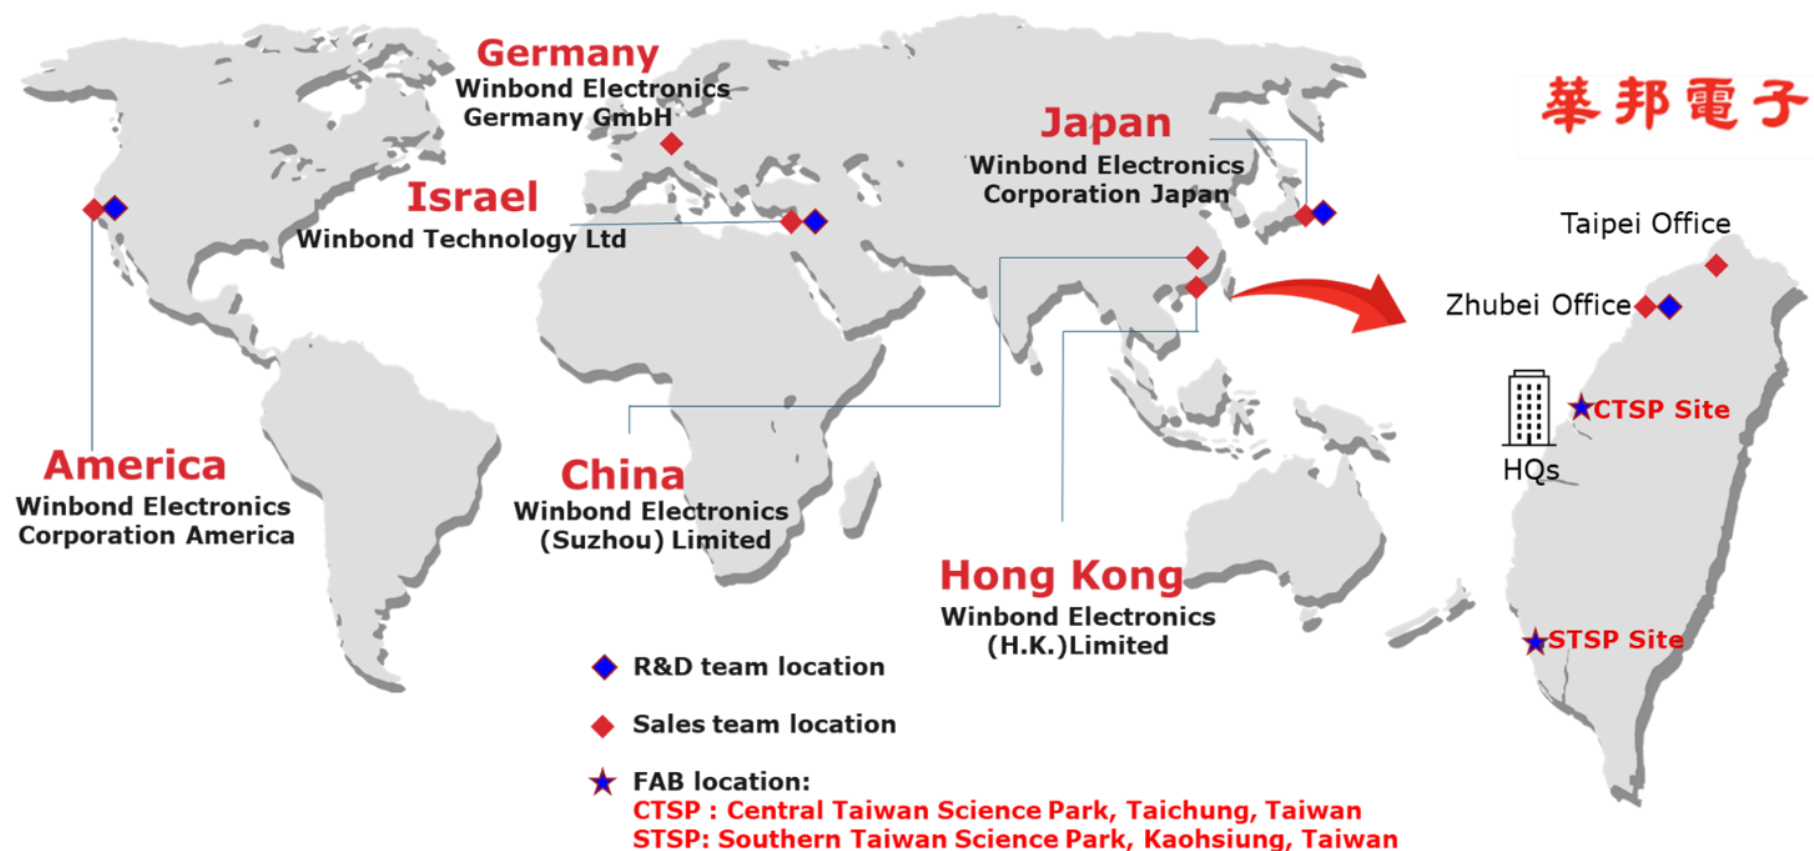 Germany
Winbond Electronics
Germany GmbH
Japan
Winbond Electronics
Corporation Japan
華邦電子
Israel
Winbond Technology Ltd
Taipei Office
Zhubei Office
CTSP Site
HQs
America
Winbond Electronics
Corporation America
China
Winbond Electronics
(Suzhou) Limited
Hong Kong
Winbond Electronics
(H.K.)Limited
STSP Site
R&D team location
Sales team location
FAB location:
CTSP : Central Taiwan Science Park, Taichung, Taiwan
STSP: Southern Taiwan Science Park, Kaohsiung, Taiwan